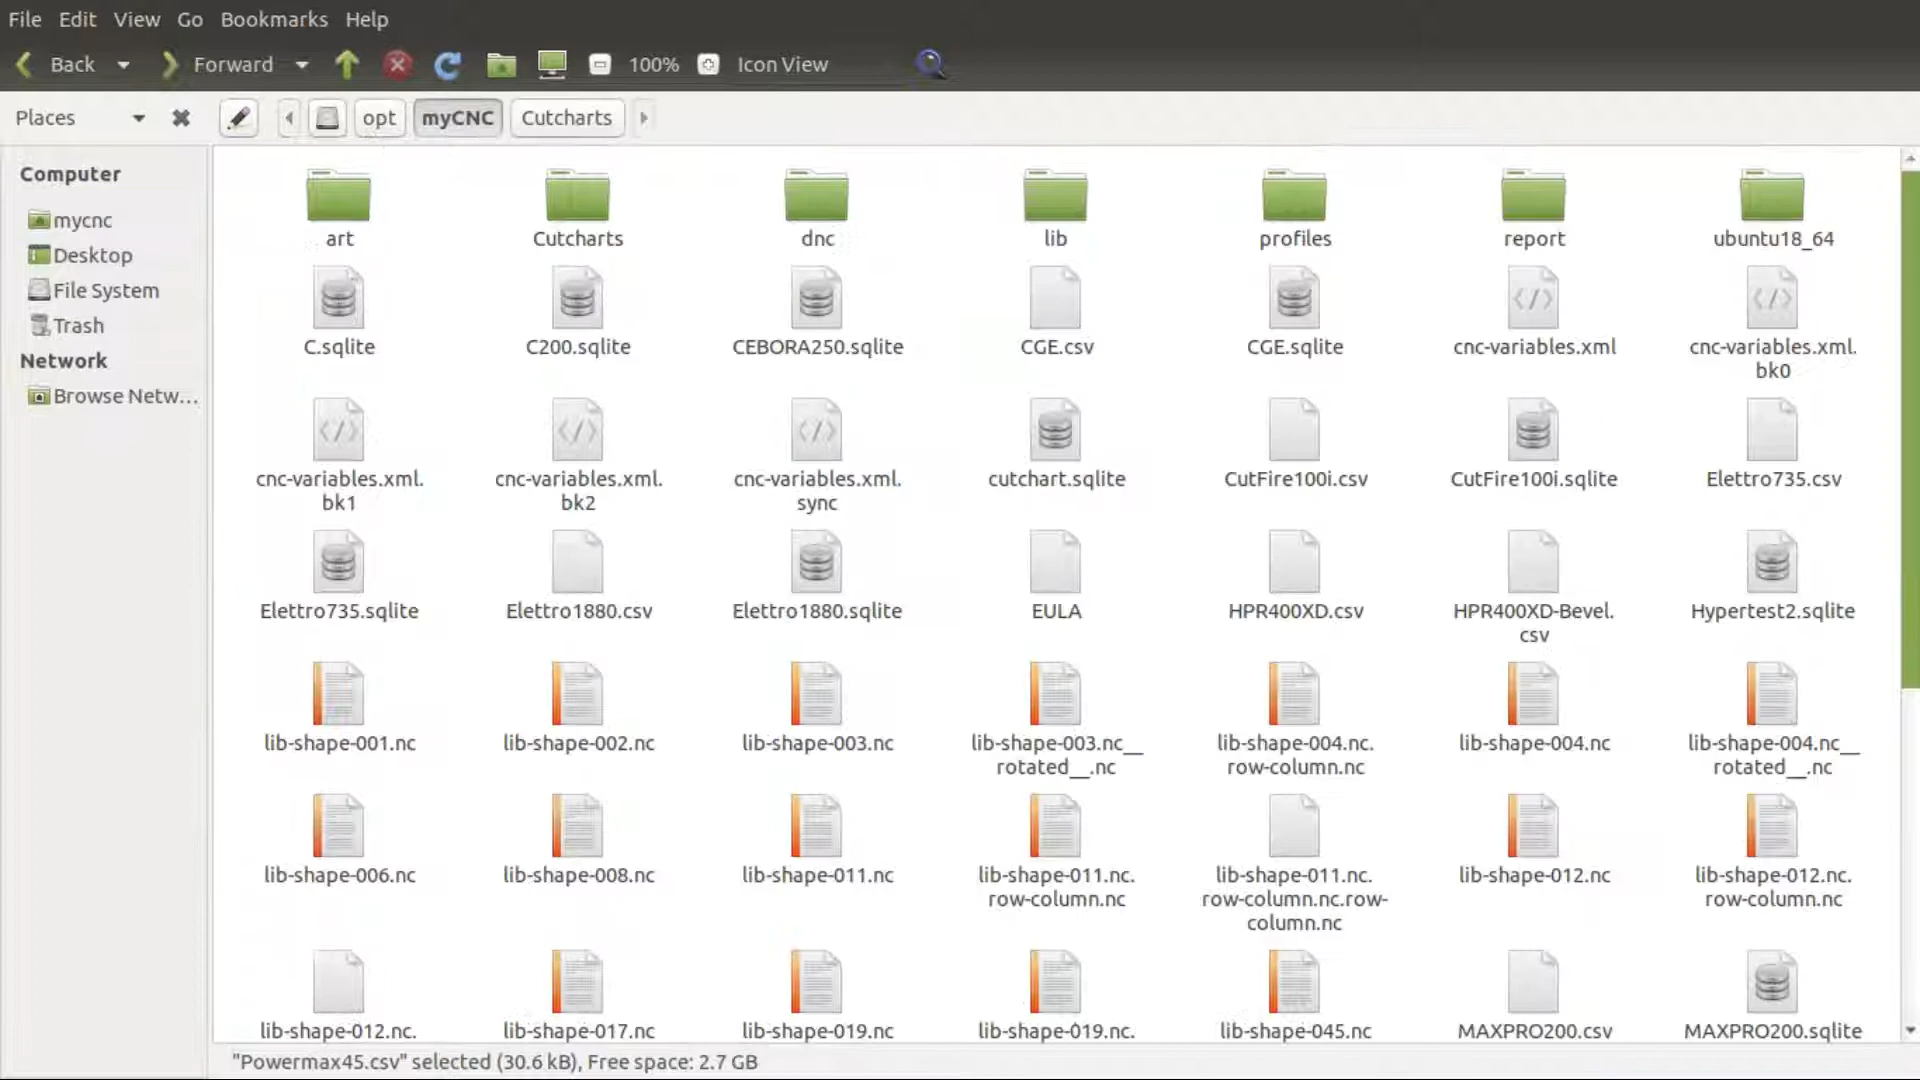 File Edit View Go Bookmarks Help
Back Forward 100% Icon View
Places opt myCNC Cutcharts
Computer
mycnc
Desktop
File System
Trash
Network
Browse Netw...
art Cutcharts dnc lib profiles report ubuntu18_64
C.sqlite C200.sqlite CEBORA250.sqlite CGE.csv CGE.sqlite cnc-variables.xml cnc-variables.xml.
bk0
cnc-variables.xml. cnc-variables.xml. cnc-variables.xml. cutchart.sqlite CutFire100i.csv CutFire100i.sqlite Elettro735.csv
bk1 bk2 sync
Elettro735.sqlite Elettro1880.csv Elettro1880.sqlite EULA HPR400XD.csv HPR400XD-Bevel. Hypertest2.sqlite
csv
lib-shape-001.nc lib-shape-002.nc lib-shape-003.nc lib-shape-003.nc__ lib-shape-004.nc. lib-shape-004.nc lib-shape-004.nc__
rotated__.nc row-column.nc rotated__.nc
lib-shape-006.nc lib-shape-008.nc lib-shape-011.nc lib-shape-011.nc. lib-shape-011.nc. lib-shape-012.nc lib-shape-012.nc.
row-column.nc row-column.nc.row- row-column.nc
column.nc
lib-shape-012.nc. lib-shape-017.nc lib-shape-019.nc lib-shape-019.nc. lib-shape-045.nc MAXPRO200.csv MAXPRO200.sqlite
"Powermax45.csv" selected (30.6 kB), Free space: 2.7 GB